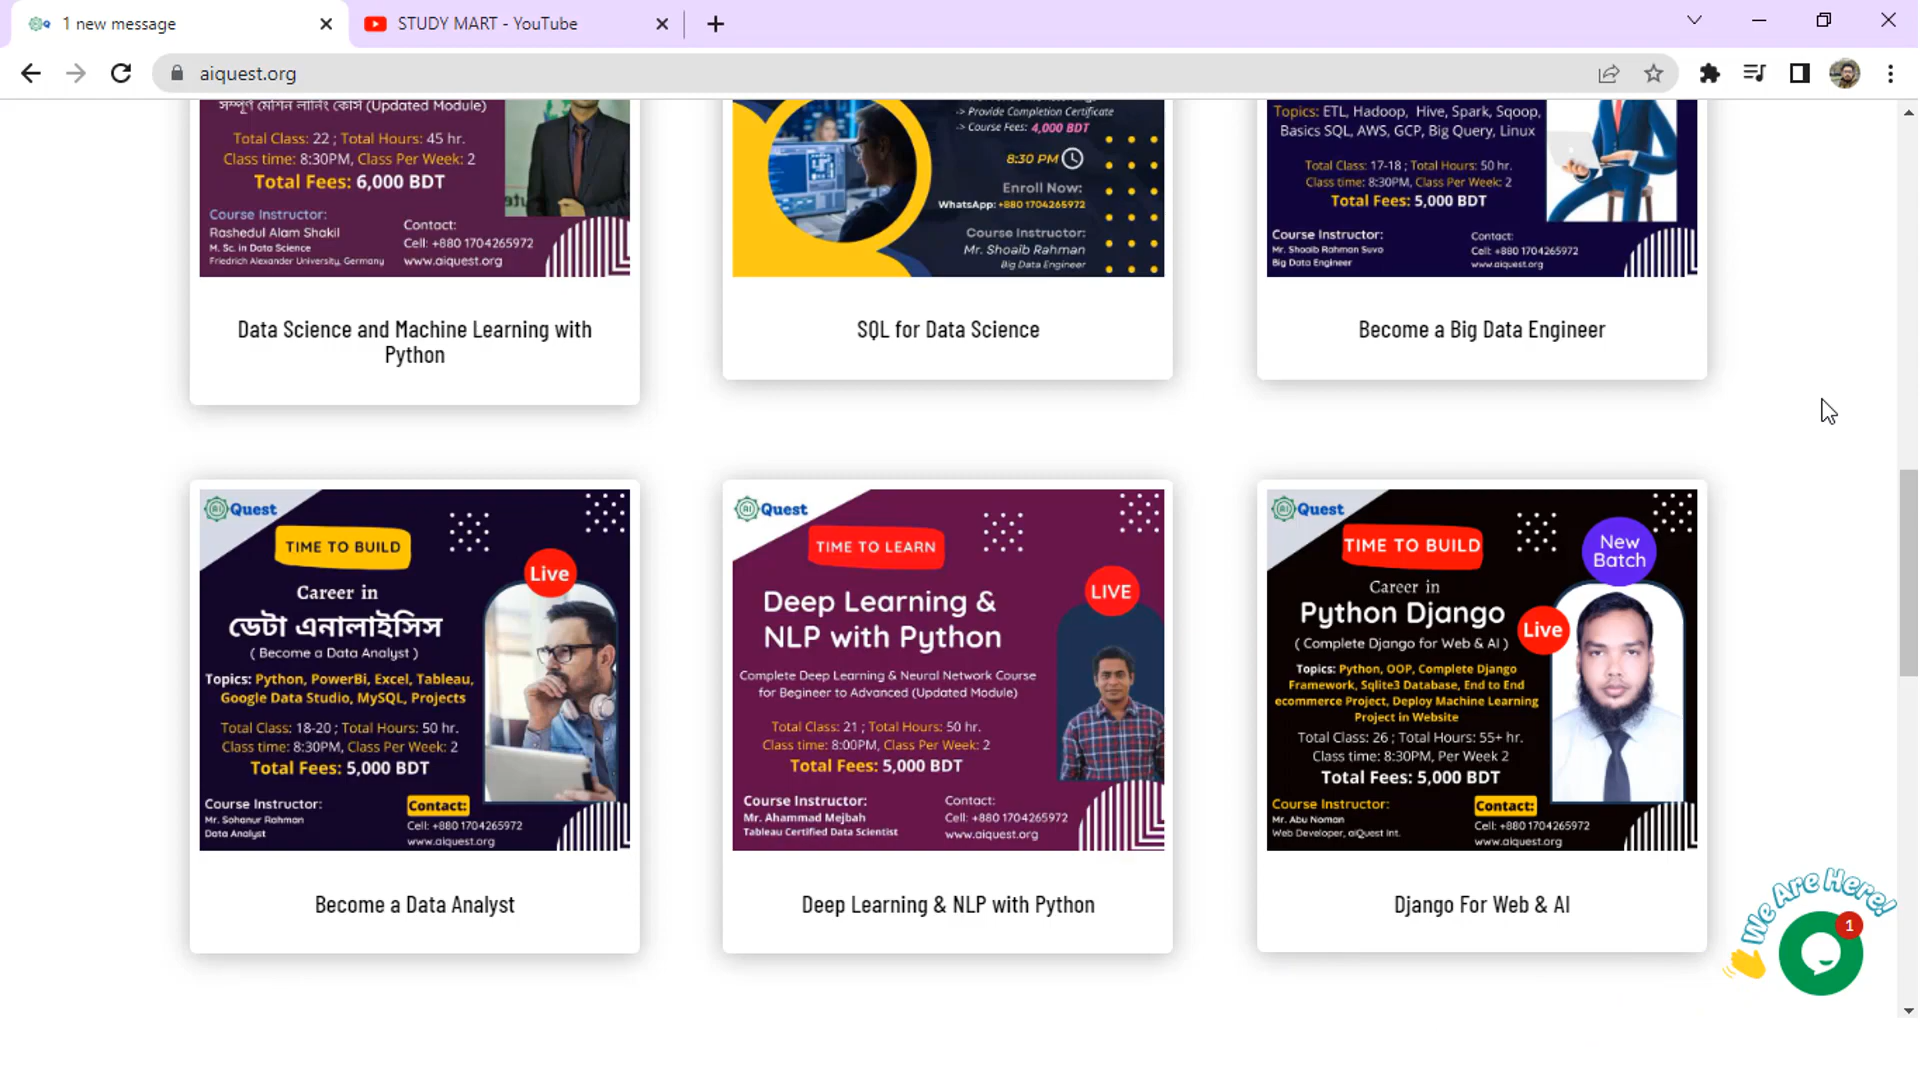 1 new message
STUDY MART - YouTube
aiquest.org
সম্পূর্ণ মেশিন লার্নিং কোর্স (Updated Module)
Total Class: 22 ; Total Hours: 45 hr.
Class time: 8:30PM, Class Per Week: 2
Total Fees: 6,000 BDT
Course Instructor:
Rashedul Alam Shakil
M. Sc. in Data Science
Friedrich Alexander University, Germany
Contact:
Cell: +880 1704265972
www.aiquest.org
Data Science and Machine Learning with
Python
-> Provide Completion Certificate
-> Course Fees: 4,000 BDT
8:30 PM
Enroll Now:
WhatsApp: +880 1704265972
Course Instructor:
Mr. Shoaib Rahman
Big Data Engineer
SQL for Data Science
Topics: ETL, Hadoop, Hive, Spark, Sqoop,
Basics SQL, AWS, GCP, Big Query, Linux
Total Class: 17-18 ; Total Hours: 50 hr.
Class time: 8:30PM, Class Per Week: 2
Total Fees: 5,000 BDT
Course Instructor:
Mr. Shoaib Rahman Suvo
Big Data Engineer
Contact:
Cell: +880 1704265972
www.aiquest.org
Become a Big Data Engineer
AI Quest
TIME TO BUILD
Live
Career in
ডেটা এনালাইসিস
( Become a Data Analyst )
Topics: Python, PowerBi, Excel, Tableau,
Google Data Studio, MySQL, Projects
Total Class: 18-20 ; Total Hours: 50 hr.
Class time: 8:30PM, Class Per Week: 2
Total Fees: 5,000 BDT
Course Instructor:
Mr. Sohanur Rahman
Data Analyst
Contact:
Cell: +880 1704265972
www.aiquest.org
Become a Data Analyst
AI Quest
TIME TO LEARN
LIVE
Deep Learning &
NLP with Python
Complete Deep Learning & Neural Network Course
for Begineer to Advanced (Updated Module)
Total Class: 21 ; Total Hours: 50 hr.
Class time: 8:00PM, Class Per Week: 2
Total Fees: 5,000 BDT
Course Instructor:
Mr. Ahammad Mejbah
Tableau Certified Data Scientist
Contact:
Cell: +880 1704265972
www.aiquest.org
Deep Learning & NLP with Python
AI Quest
TIME TO BUILD
New
Batch
Career in
Python Django
Live
( Complete Django for Web & AI )
Topics: Python, OOP, Complete Django
Framework, Sqlite3 Database, End to End
ecommerce Project, Deploy Machine Learning
Project in Website
Total Class: 26 ; Total Hours: 55+ hr.
Class time: 8:30PM, Per Week 2
Total Fees: 5,000 BDT
Course Instructor:
Mr. Abu Noman
Web Developer, aiQuest Int.
Contact:
Cell: +880 1704265972
www.aiquest.org
Django For Web & AI
We Are Here!
1